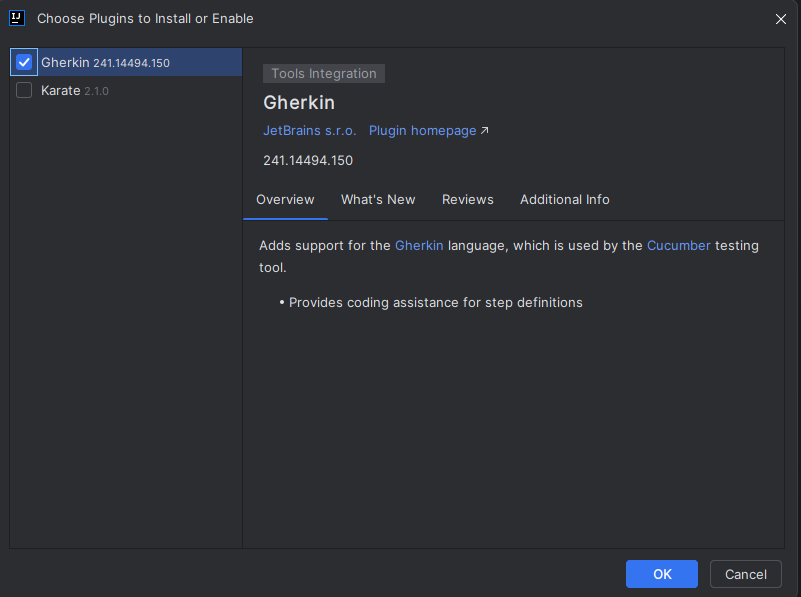 IJ
Choose Plugins to Install or Enable
Gherkin 241.14494.150
Karate 2.1.0
Tools Integration
Gherkin
JetBrains s.r.o. Plugin homepage ↗
241.14494.150
Overview What's New Reviews Additional Info
Adds support for the Gherkin language, which is used by the Cucumber testing
tool.
• Provides coding assistance for step definitions
OK Cancel